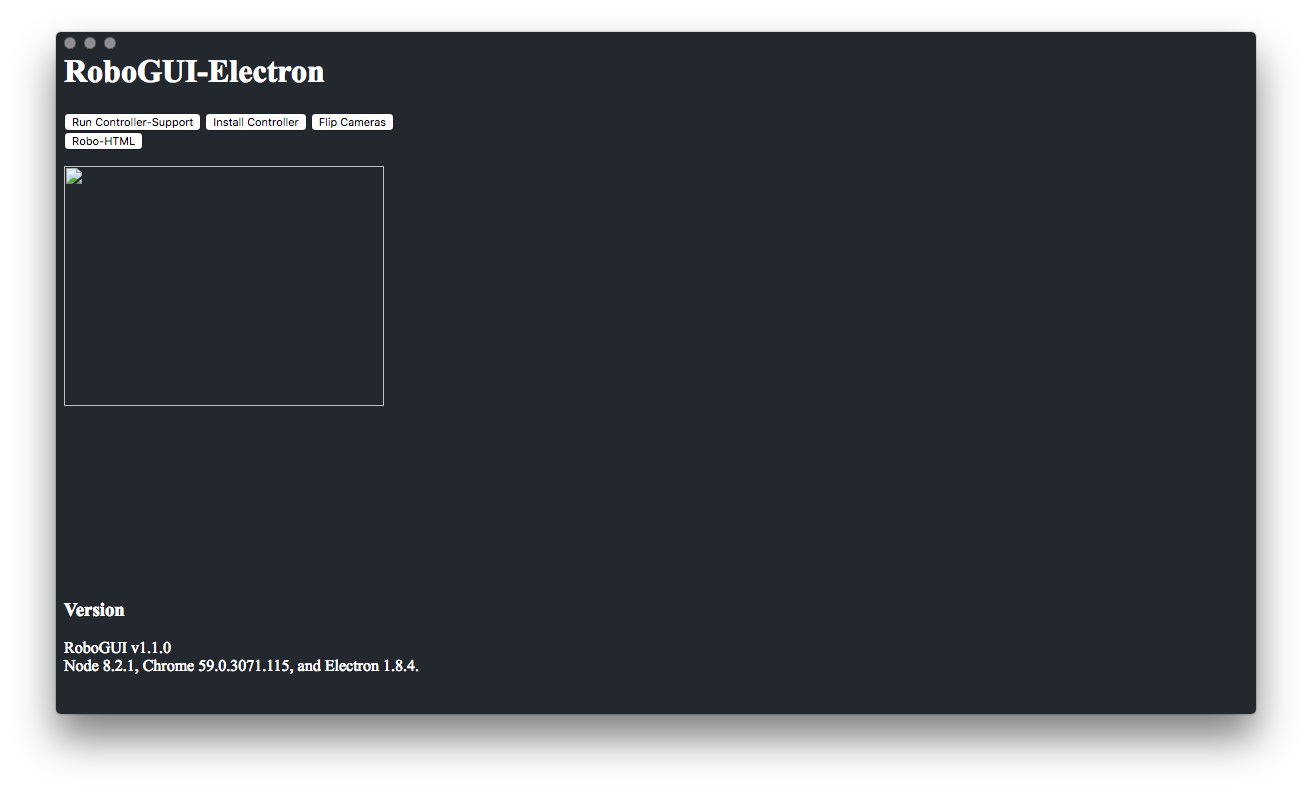 RoboGUI-Electron
Run Controller-Support Install Controller Flip Cameras
Robo-HTML
Version
RoboGUI v1.1.0
Node 8.2.1, Chrome 59.0.3071.115, and Electron 1.8.4.